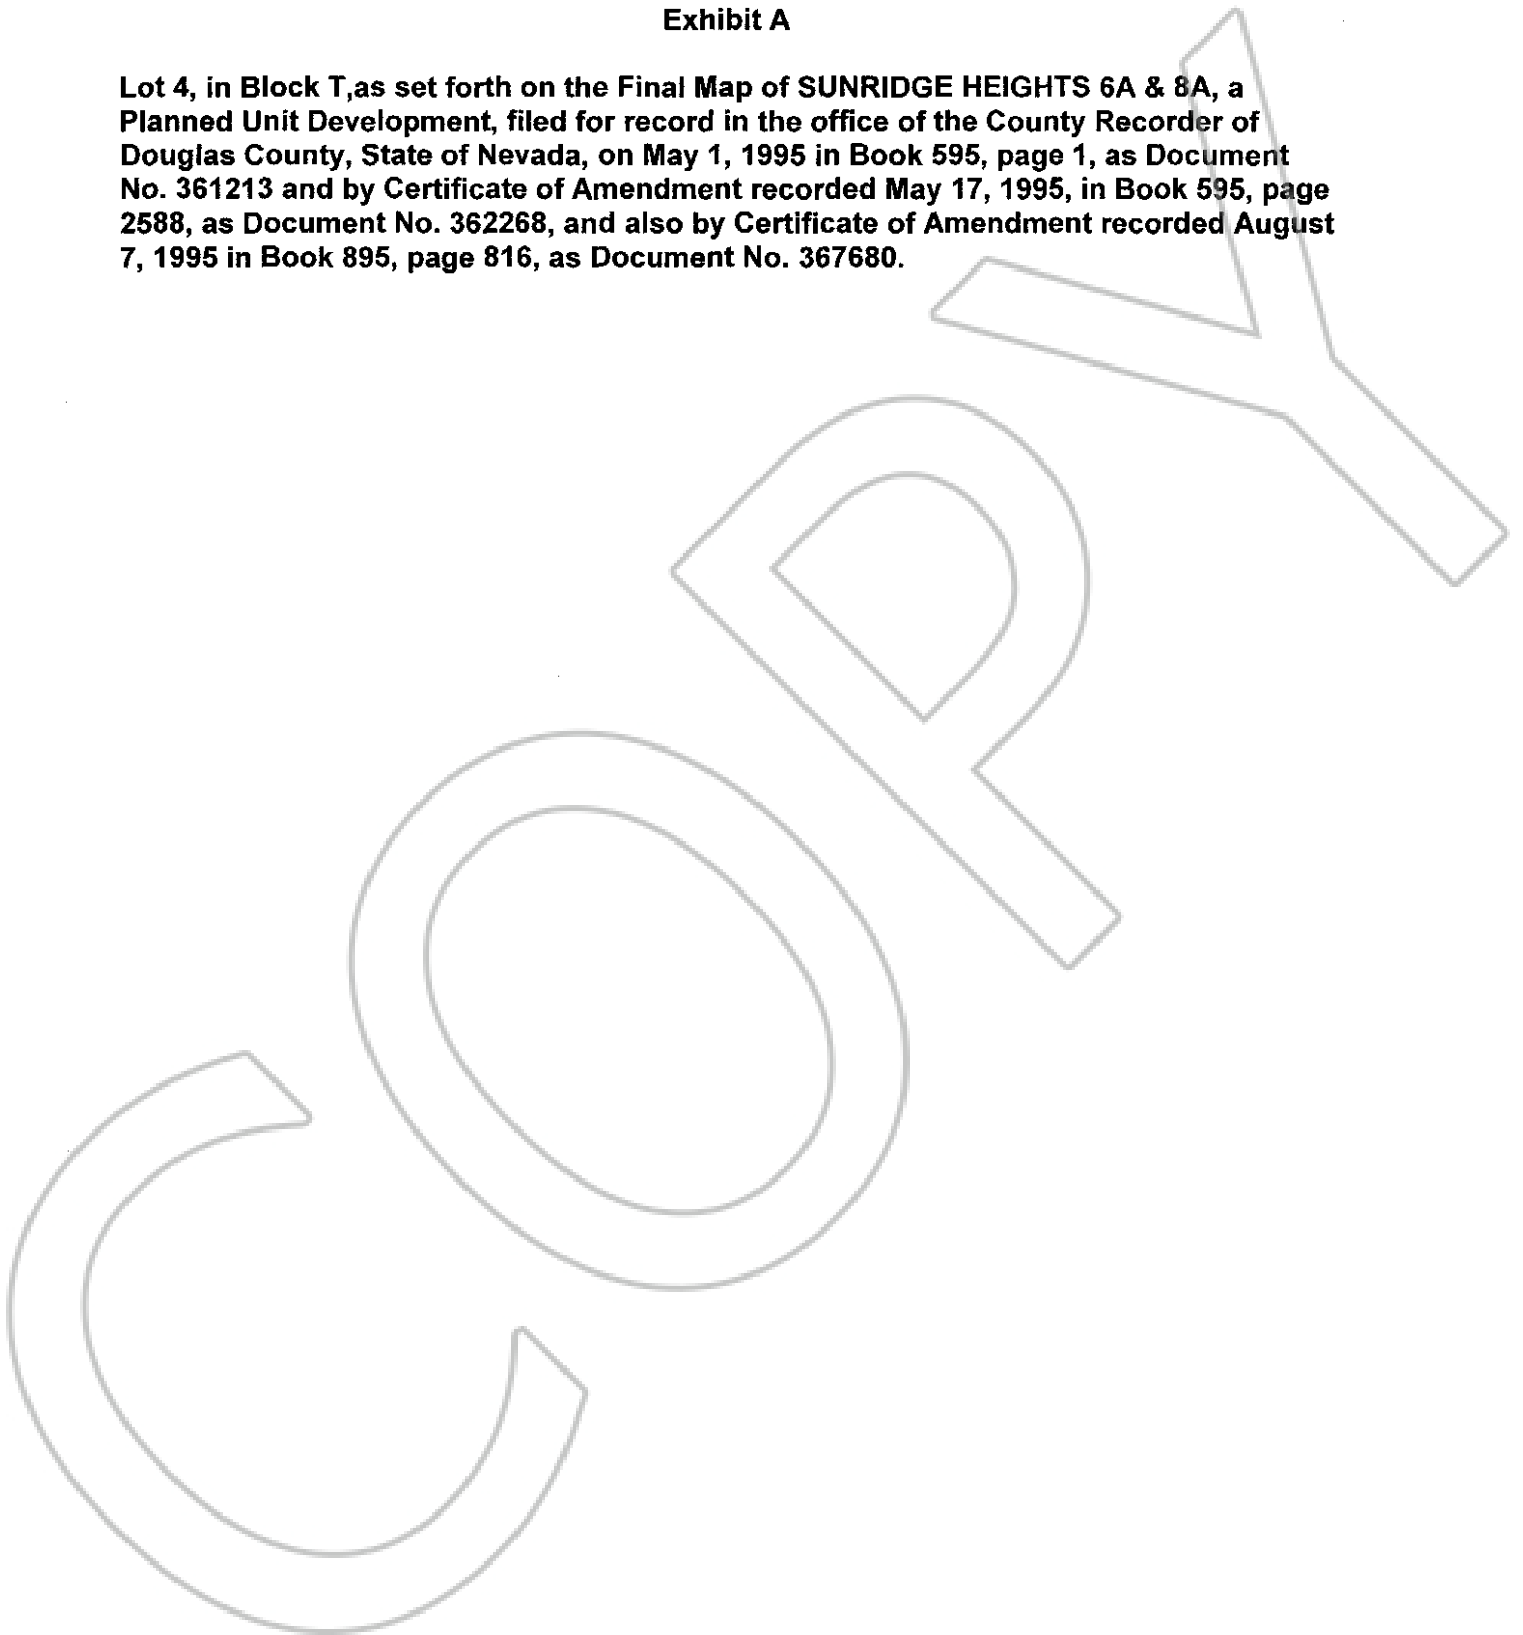 Exhibit A
Lot 4, in Block T,as set forth on the Final Map of SUNRIDGE HEIGHTS 6A & 8A, a
Planned Unit Development, filed for record in the office of the County Recorder of
Douglas County, State of Nevada, on May 1, 1995 in Book 595, page 1, as Document
No. 361213 and by Certificate of Amendment recorded May 17, 1995, in Book 595, page
2588, as Document No. 362268, and also by Certificate of Amendment recorded August
7, 1995 in Book 895, page 816, as Document No. 367680.
COPY